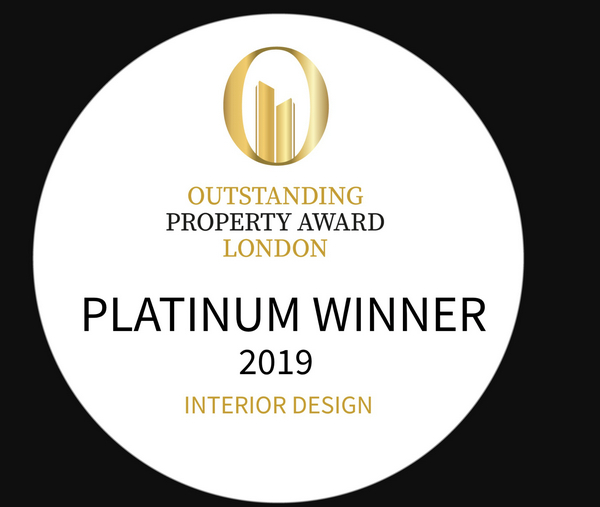 OUTSTANDING
PROPERTY AWARD
LONDON
PLATINUM WINNER
2019
INTERIOR DESIGN